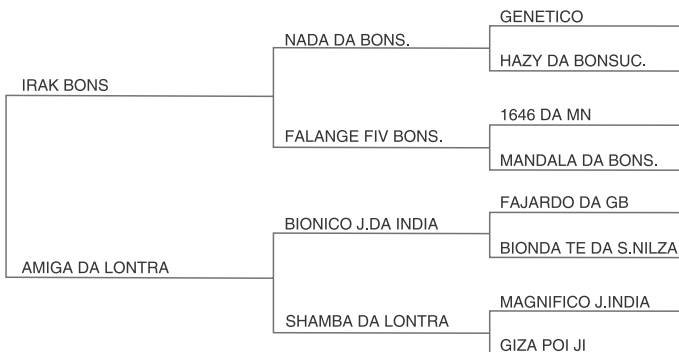 GENETICO
NADA DA BONS.
HAZY DA BONSUC.
IRAK BONS
1646 DA MN
FALANGE FIV BONS.
MANDALA DA BONS.
FAJARDO DA GB
BIONICO J.DA INDIA
BIONDA TE DA S.NILZA
AMIGA DA LONTRA
MAGNIFICO J.INDIA
SHAMBA DA LONTRA
GIZA POI JI